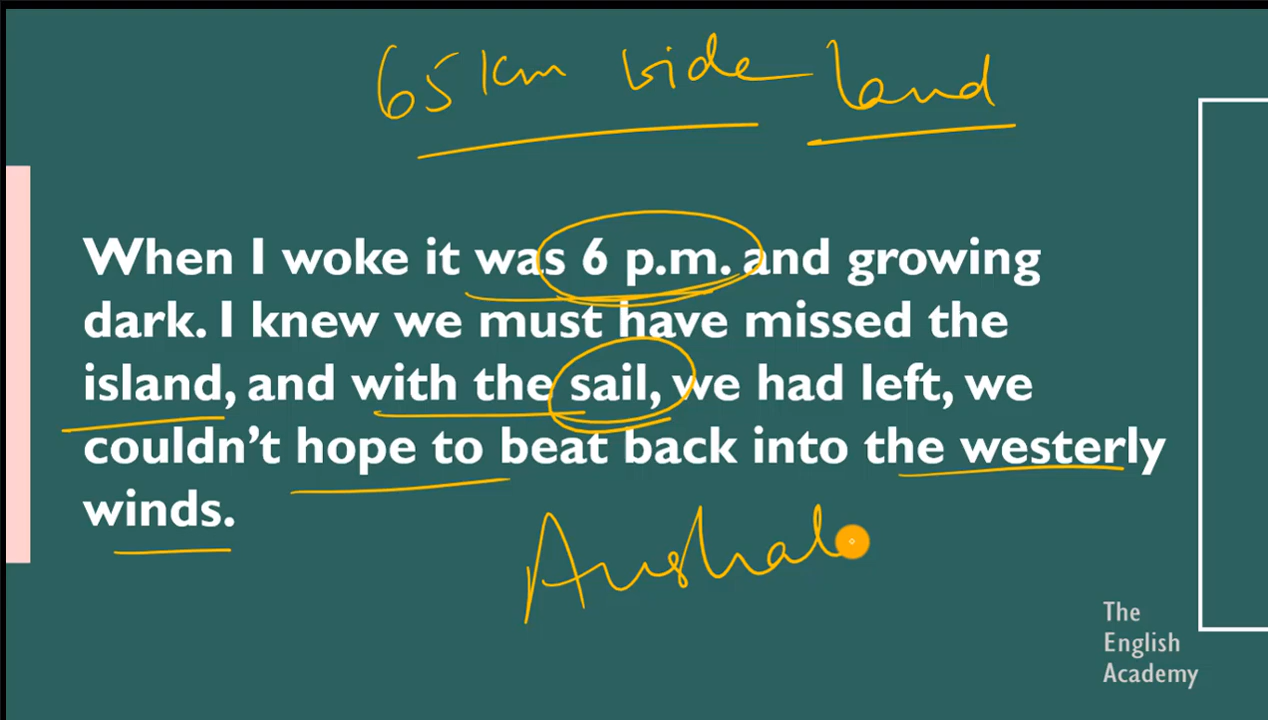 65 km wide land
When I woke it was 6 p.m. and growing
dark. I knew we must have missed the
island, and with the sail, we had left, we
couldn't hope to beat back into the westerly
winds.
Austral
The
English
Academy